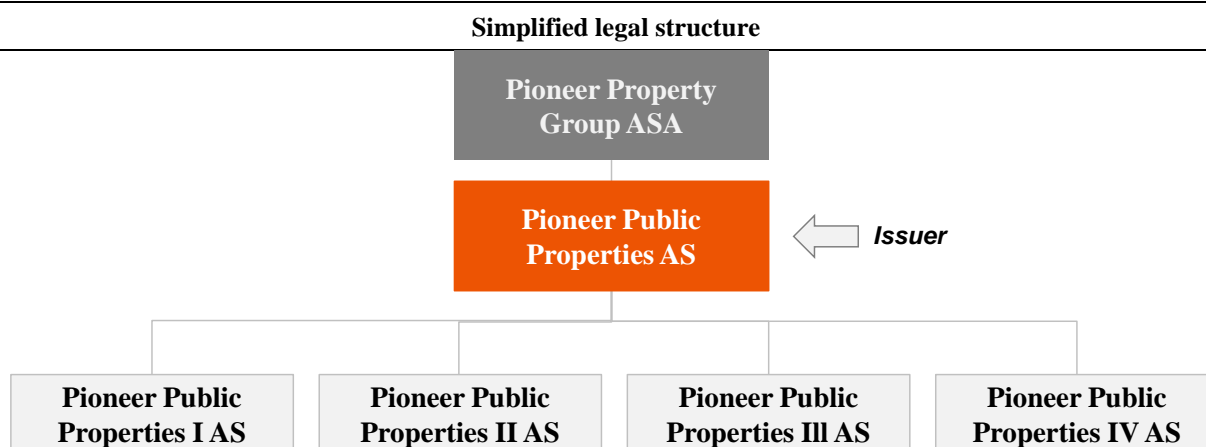 Simplified legal structure
Pioneer Property
Group ASA
Pioneer Public
Properties AS
Issuer
Pioneer Public
Properties I AS
Pioneer Public
Properties II AS
Pioneer Public
Properties III AS
Pioneer Public
Properties IV AS